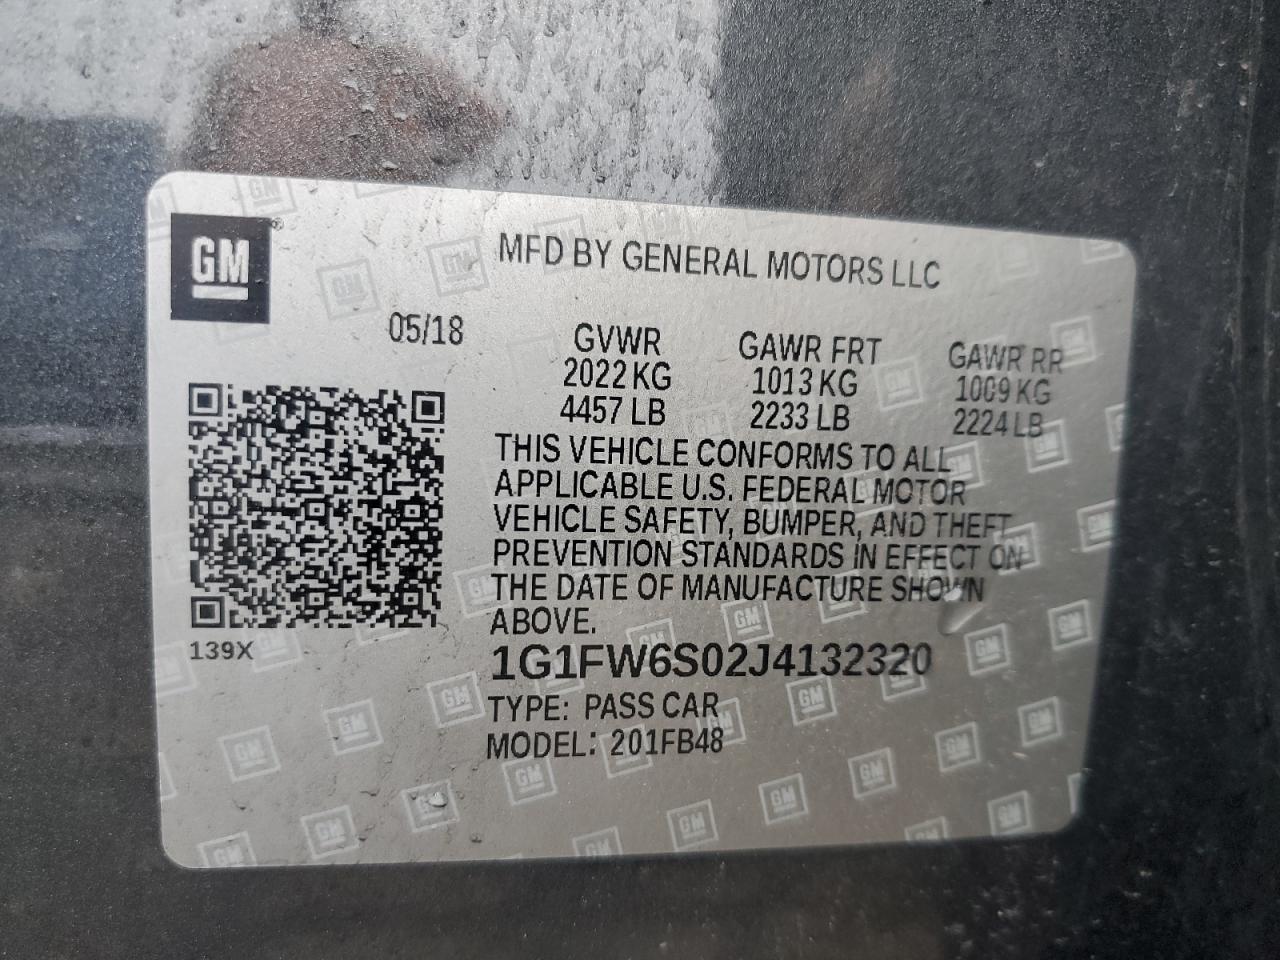 GM
MFD BY GENERAL MOTORS LLC
05/18
GVWR GAWR FRT GAWR RR
2022 KG 1013 KG 1009 KG
4457 LB 2233 LB 2224 LB
THIS VEHICLE CONFORMS TO ALL
APPLICABLE U.S. FEDERAL MOTOR
VEHICLE SAFETY, BUMPER, AND THEFT
PREVENTION STANDARDS IN EFFECT ON
THE DATE OF MANUFACTURE SHOWN
ABOVE.
139X
1G1FW6S02J4132320
TYPE: PASS CAR
MODEL: 201FB48